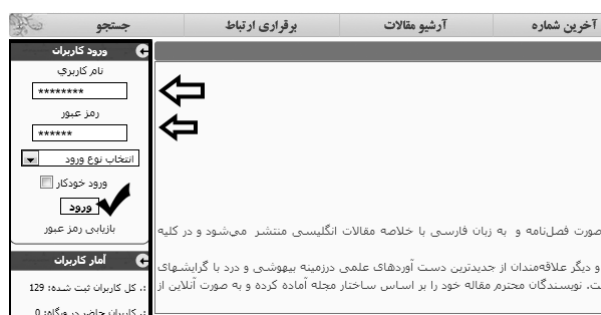 آخرین شماره
آرشیو مقالات
برقراری ارتباط
جستجو
ورود کاربران
نام کاربري
********
رمز عبور
******
انتخاب نوع ورود
ورود خودکار
ورود
بازیابی رمز عبور
صورت فصل‌نامه و به زبان فارسی با خلاصه مقالات انگلیسی منتشر می‌شود و در کلیه
و دیگر علاقه‌مندان از جدیدترین دست آوردهای علمی درزمینه بیهوشی و درد با گرایشهای
ت، نویسندگان محترم مقاله خود را بر اساس ساختار مجله آماده کرده و به صورت آنلاین از
آمار کاربران
.: کل کاربران ثبت شده: 129
.: کاربران حاضر در وبگاه: 0